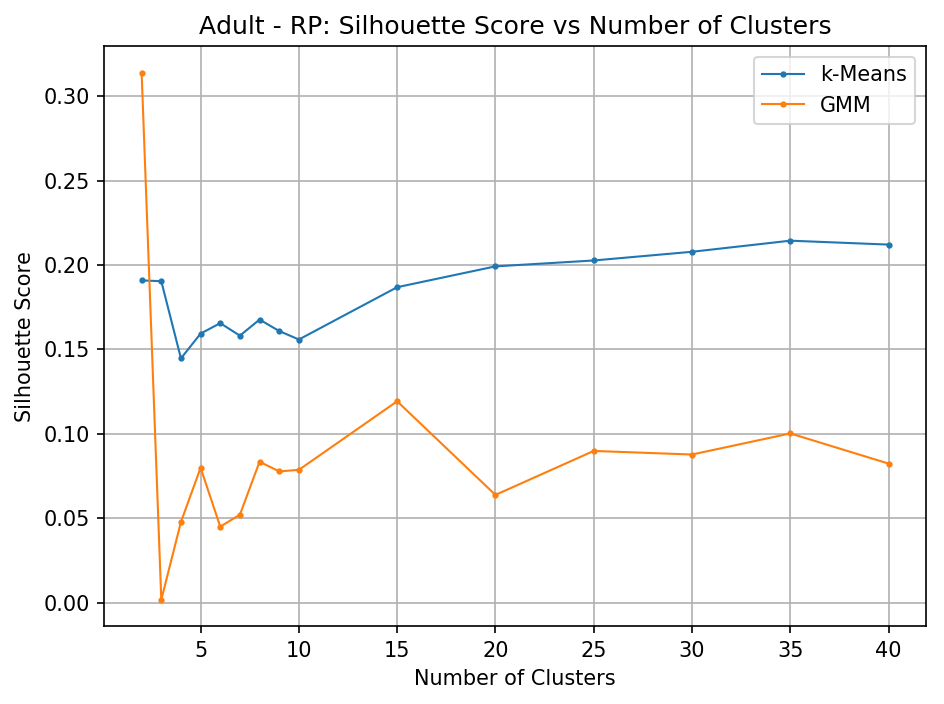 Adult - RP: Silhouette Score vs Number of Clusters
k-Means
GMM
Silhouette Score
0.30
0.25
0.20
0.15
0.10
0.05
0.00
5 10 15 20 25 30 35 40
Number of Clusters